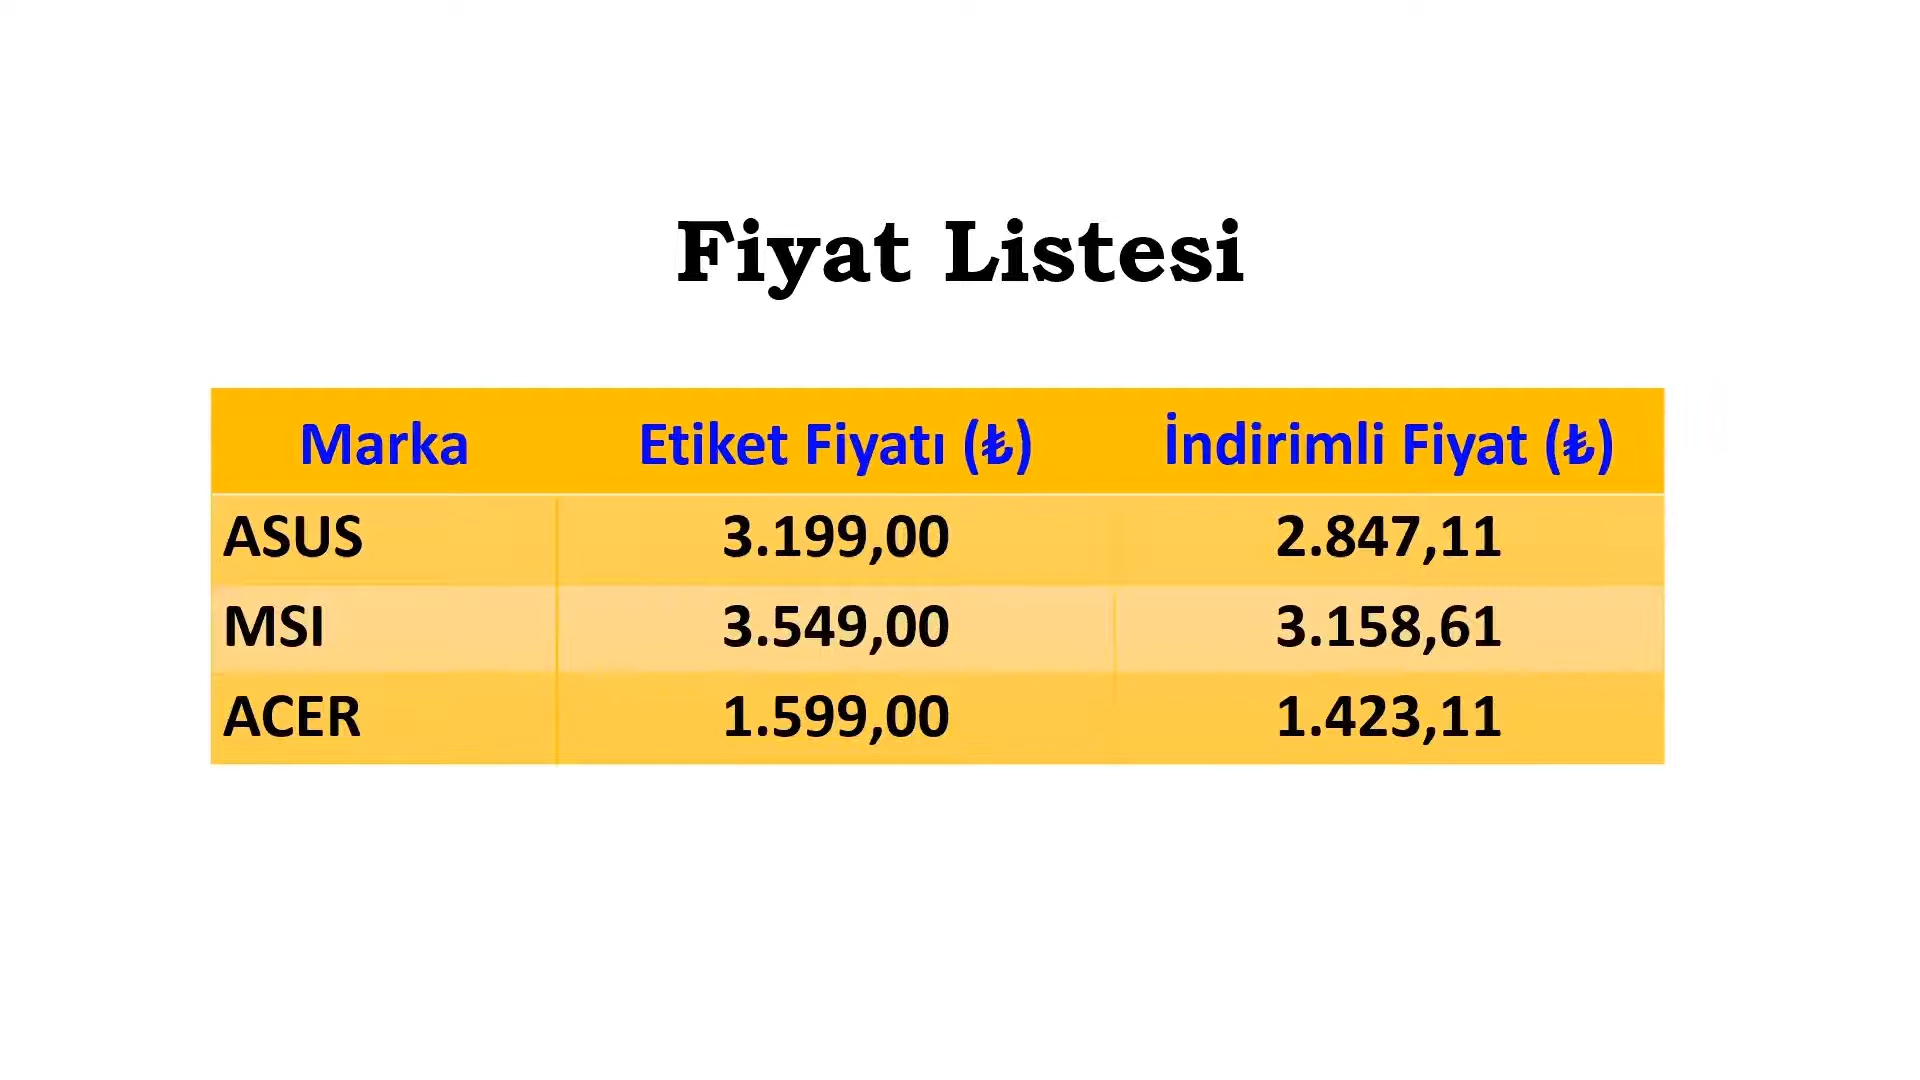 Fiyat Listesi
Marka Etiket Fiyatı (₺) İndirimli Fiyat (₺)
ASUS 3.199,00 2.847,11
MSI 3.549,00 3.158,61
ACER 1.599,00 1.423,11